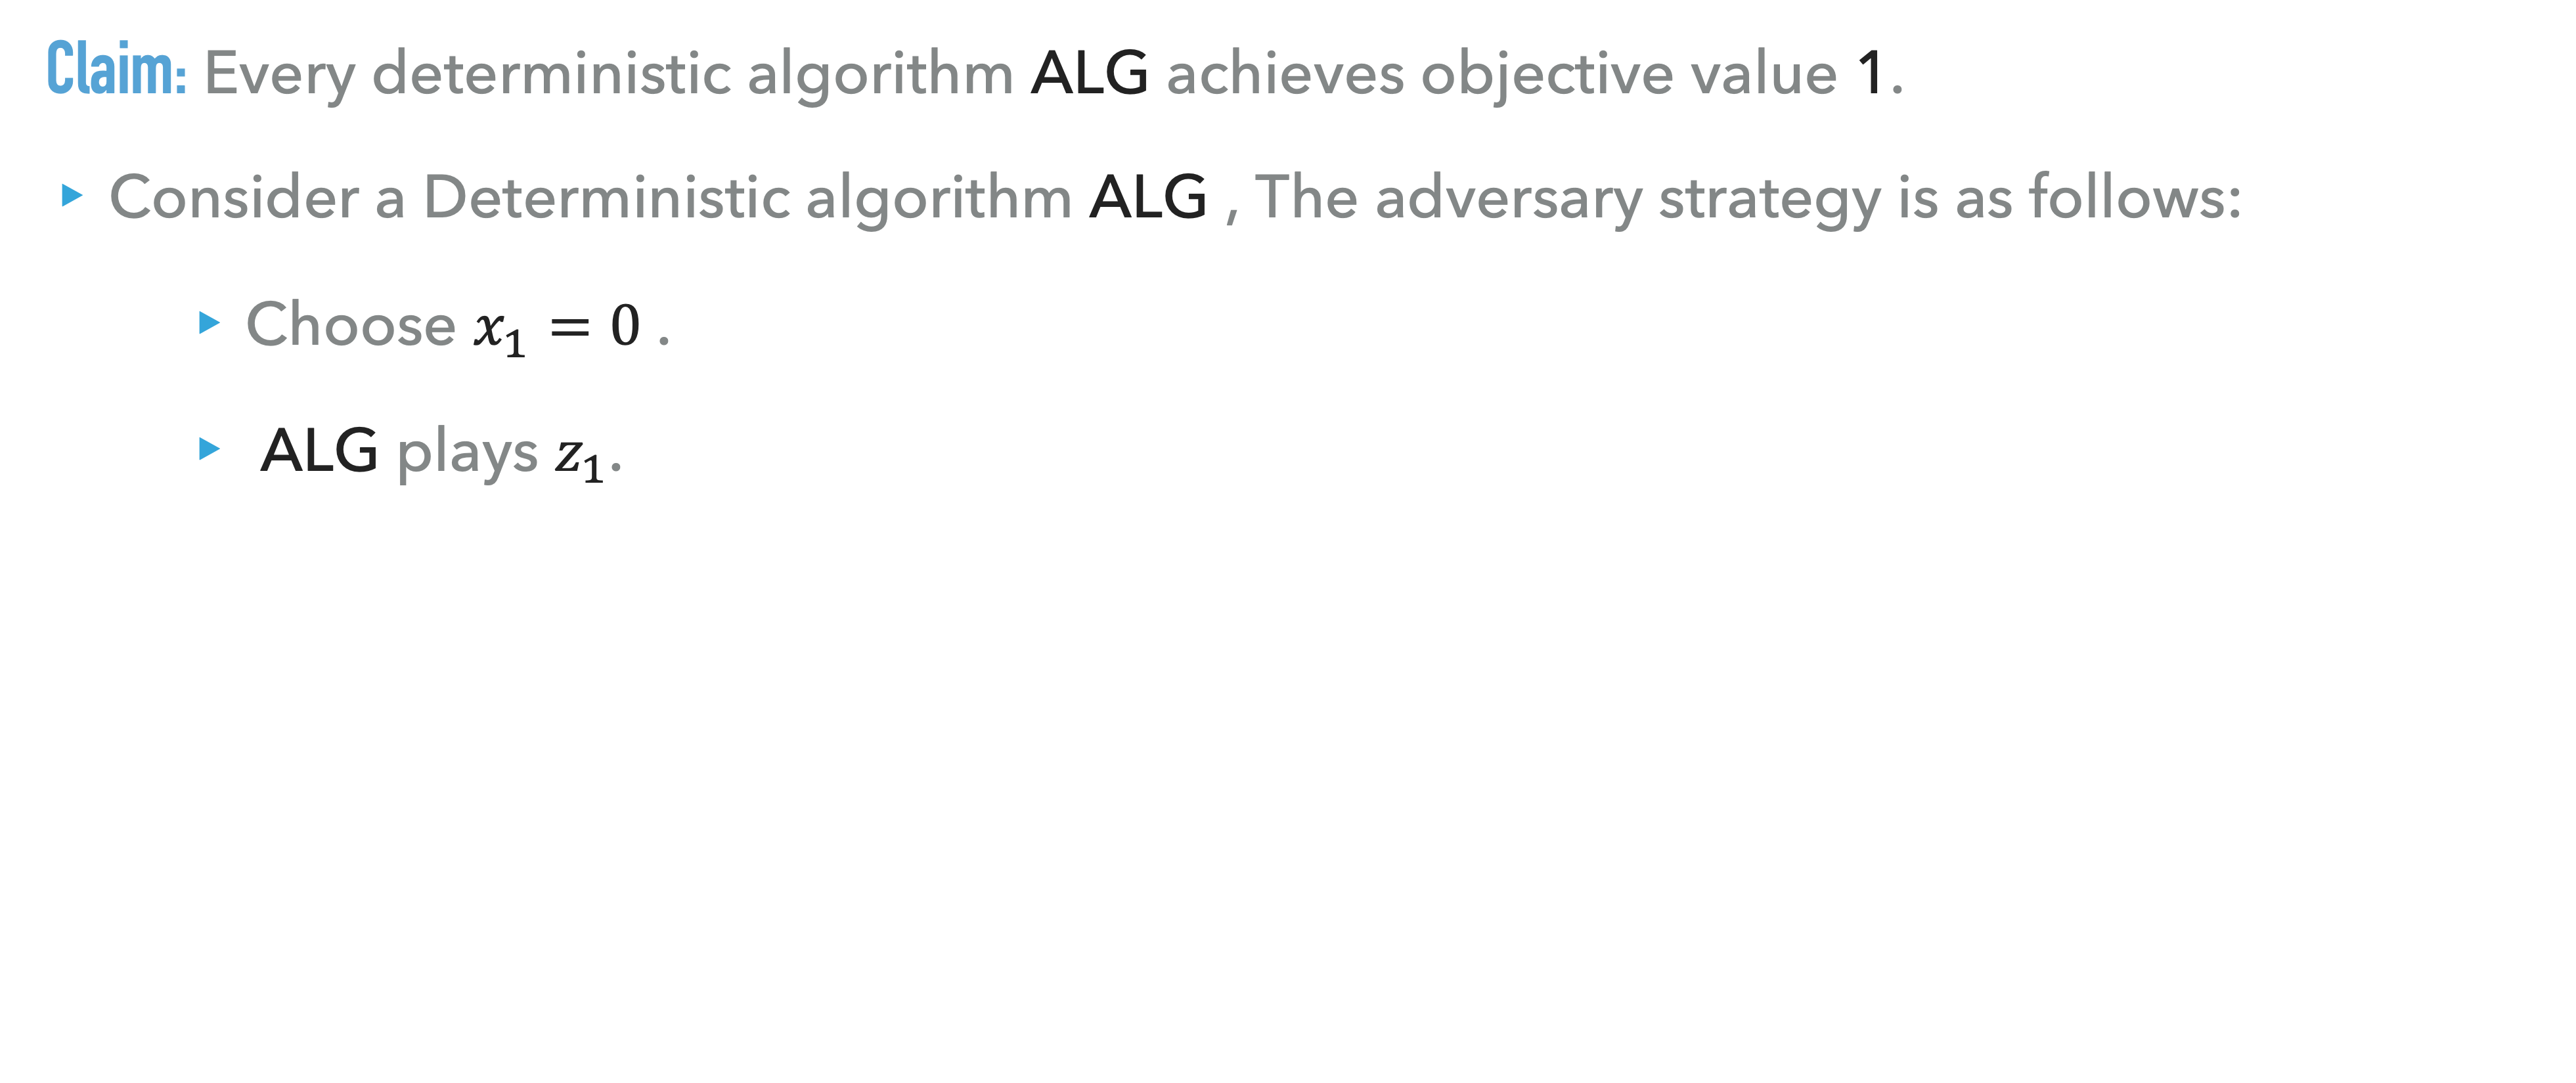 Claim: Every deterministic algorithm ALG achieves objective value 1.
▸ Consider a Deterministic algorithm ALG , The adversary strategy is as follows:
▸ Choose x₁ = 0 .
▸ ALG plays z₁.